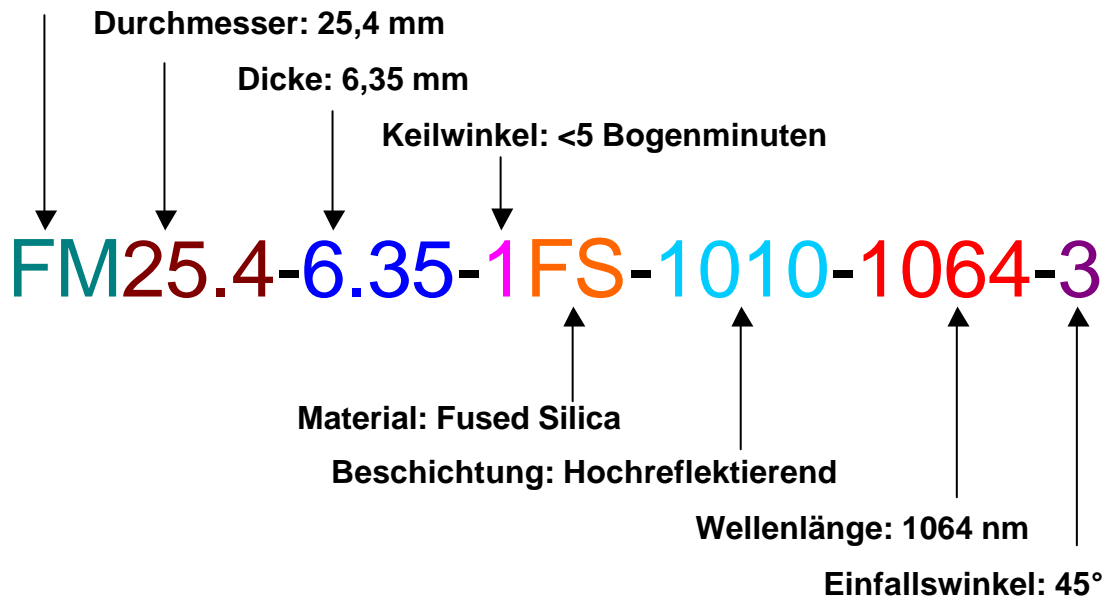 Durchmesser: 25,4 mm
Dicke: 6,35 mm
Keilwinkel: <5 Bogenminuten
FM25.4-6.35-1FS-1010-1064-3
Material: Fused Silica
Beschichtung: Hochreflektierend
Wellenlänge: 1064 nm
Einfallswinkel: 45°